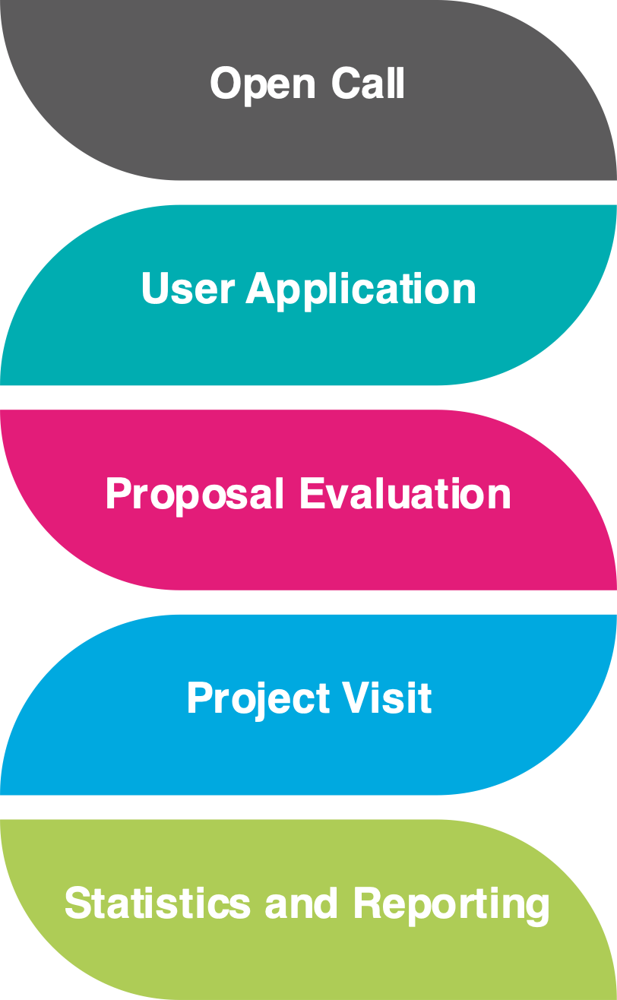 Open Call
User Application
Proposal Evaluation
Project Visit
Statistics and Reporting